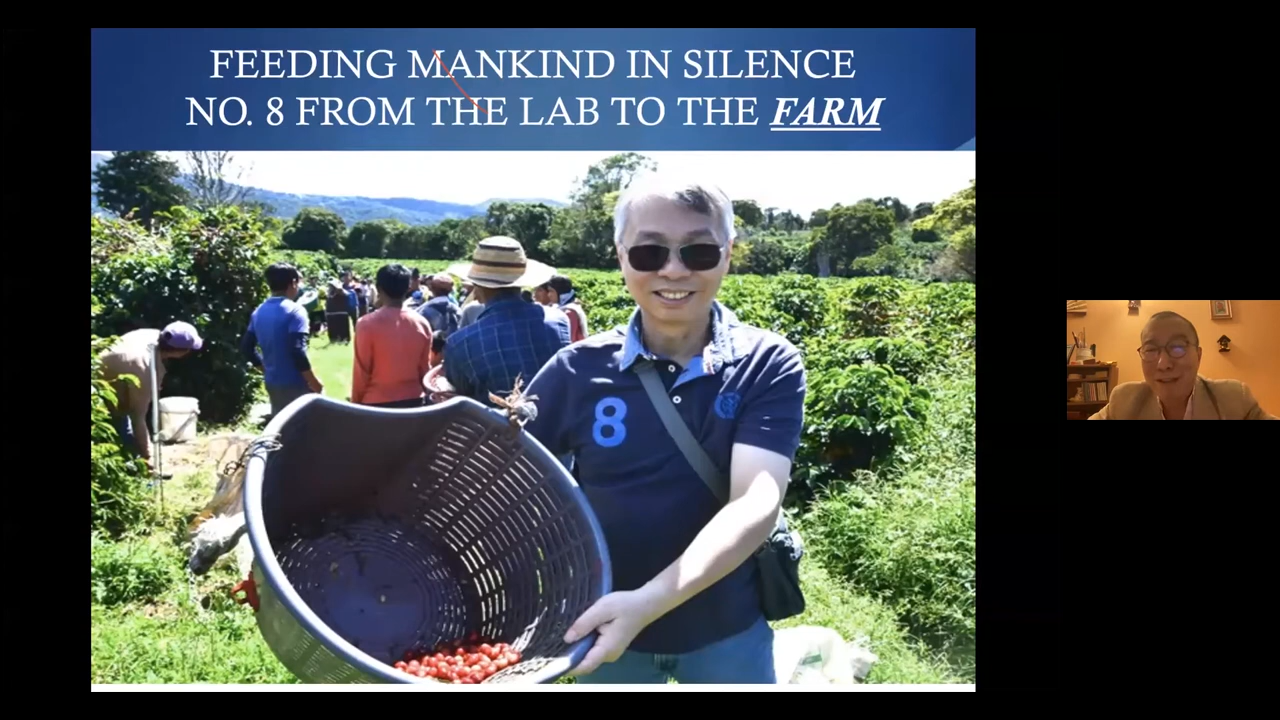 FEEDING MANKIND IN SILENCE
NO. 8 FROM THE LAB TO THE FARM
8